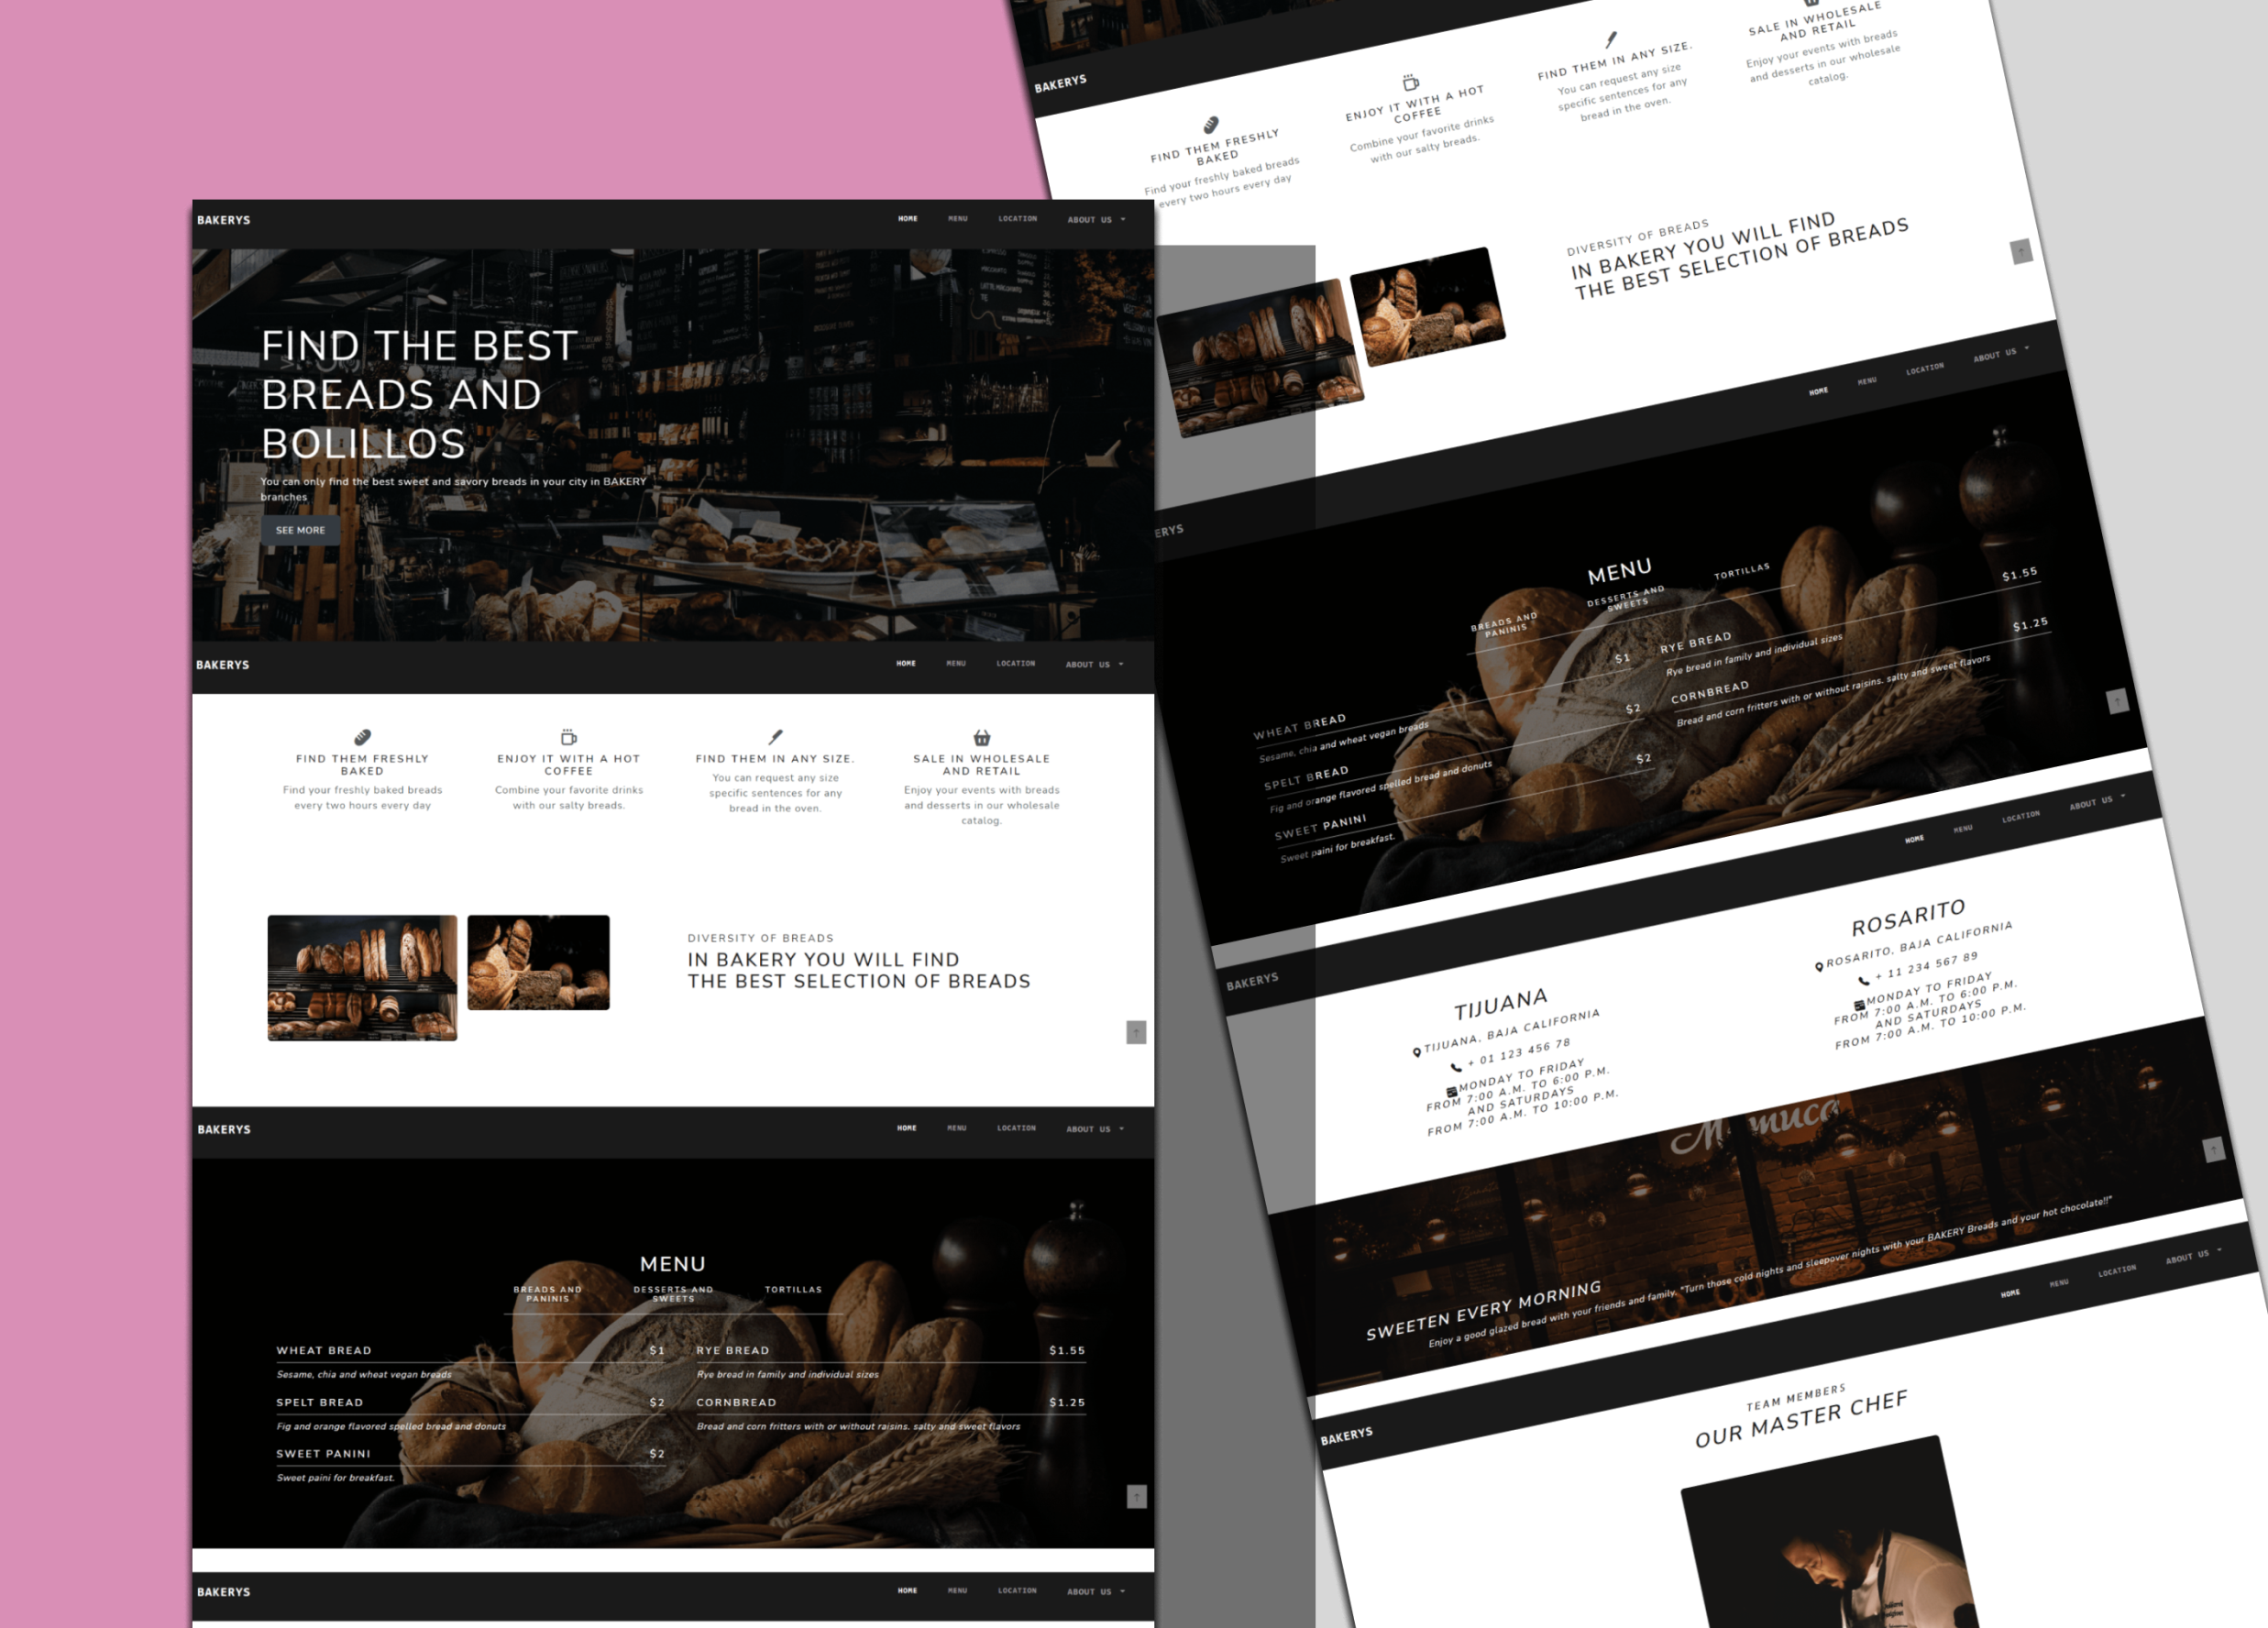 BAKERYS
HOME MENU LOCATION ABOUT US
FIND THE BEST
BREADS AND
BOLILLOS
You can only find the best sweet and savory breads in your city in BAKERY
branches
SEE MORE
BAKERYS
HOME MENU LOCATION ABOUT US
FIND THEM FRESHLY
BAKED
Find your freshly baked breads
every two hours every day
ENJOY IT WITH A HOT
COFFEE
Combine your favorite drinks
with our salty breads.
FIND THEM IN ANY SIZE.
You can request any size
specific sentences for any
bread in the oven.
SALE IN WHOLESALE
AND RETAIL
Enjoy your events with breads
and desserts in our wholesale
catalog.
DIVERSITY OF BREADS
IN BAKERY YOU WILL FIND
THE BEST SELECTION OF BREADS
BAKERYS
HOME MENU LOCATION ABOUT US
MENU
BREADS AND
PANINIS
DESSERTS AND
SWEETS
TORTILLAS
WHEAT BREAD $1
Sesame, chia and wheat vegan breads
SPELT BREAD $2
Fig and orange flavored spelled bread and donuts
SWEET PANINI $2
Sweet paini for breakfast.
RYE BREAD $1.55
Rye bread in family and individual sizes
CORNBREAD $1.25
Bread and corn fritters with or without raisins. salty and sweet flavors
BAKERYS
HOME MENU LOCATION ABOUT US
BAKERYS
FIND THEM FRESHLY
BAKED
Find your freshly baked breads
every two hours every day
ENJOY IT WITH A HOT
COFFEE
Combine your favorite drinks
with our salty breads.
FIND THEM IN ANY SIZE.
You can request any size
specific sentences for any
bread in the oven.
SALE IN WHOLESALE
AND RETAIL
Enjoy your events with breads
and desserts in our wholesale
catalog.
DIVERSITY OF BREADS
IN BAKERY YOU WILL FIND
THE BEST SELECTION OF BREADS
ERYS
HOME MENU LOCATION ABOUT US
MENU
BREADS AND
PANINIS
DESSERTS AND
SWEETS
TORTILLAS
WHEAT BREAD $1
Sesame, chia and wheat vegan breads
SPELT BREAD $2
Fig and orange flavored spelled bread and donuts
SWEET PANINI $2
Sweet paini for breakfast.
RYE BREAD $1.55
Rye bread in family and individual sizes
CORNBREAD $1.25
Bread and corn fritters with or without raisins. salty and sweet flavors
BAKERYS
HOME MENU LOCATION ABOUT US
TIJUANA
TIJUANA, BAJA CALIFORNIA
+ 01 123 456 78
MONDAY TO FRIDAY
FROM 7:00 A.M. TO 6:00 P.M.
AND SATURDAYS
FROM 7:00 A.M. TO 10:00 P.M.
ROSARITO
ROSARITO, BAJA CALIFORNIA
+ 11 234 567 89
MONDAY TO FRIDAY
FROM 7:00 A.M. TO 6:00 P.M.
AND SATURDAYS
FROM 7:00 A.M. TO 10:00 P.M.
SWEETEN EVERY MORNING
Enjoy a good glazed bread with your friends and family. "Turn those cold nights and sleepover nights with your BAKERY Breads and your hot chocolate!!"
BAKERYS
HOME MENU LOCATION ABOUT US
TEAM MEMBERS
OUR MASTER CHEF